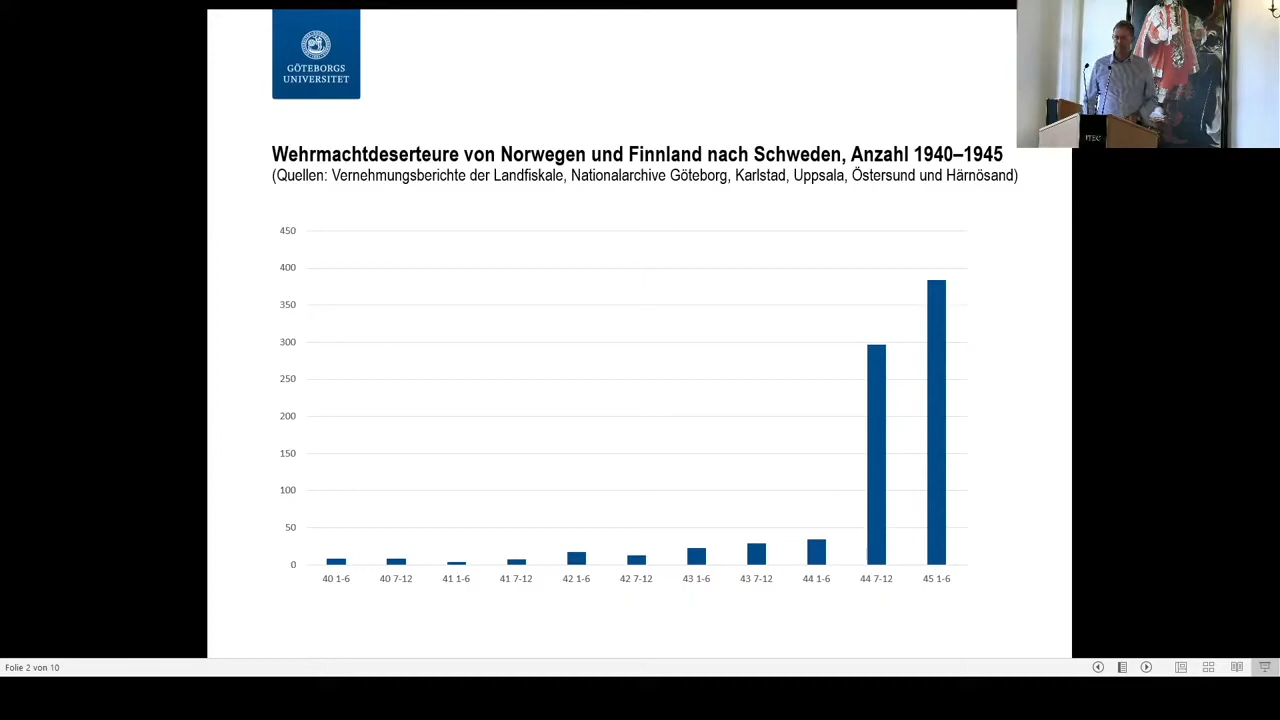 GÖTEBORGS
UNIVERSITET
Wehrmachtdeserteure von Norwegen und Finnland nach Schweden, Anzahl 1940–1945
(Quellen: Vernehmungsberichte der Landfiskale, Nationalarchive Göteborg, Karlstad, Uppsala, Östersund und Härnösand)
450
400
350
300
250
200
150
100
50
0
40 1-6 40 7-12 41 1-6 41 7-12 42 1-6 42 7-12 43 1-6 43 7-12 44 1-6 44 7-12 45 1-6
Folie 2 von 10